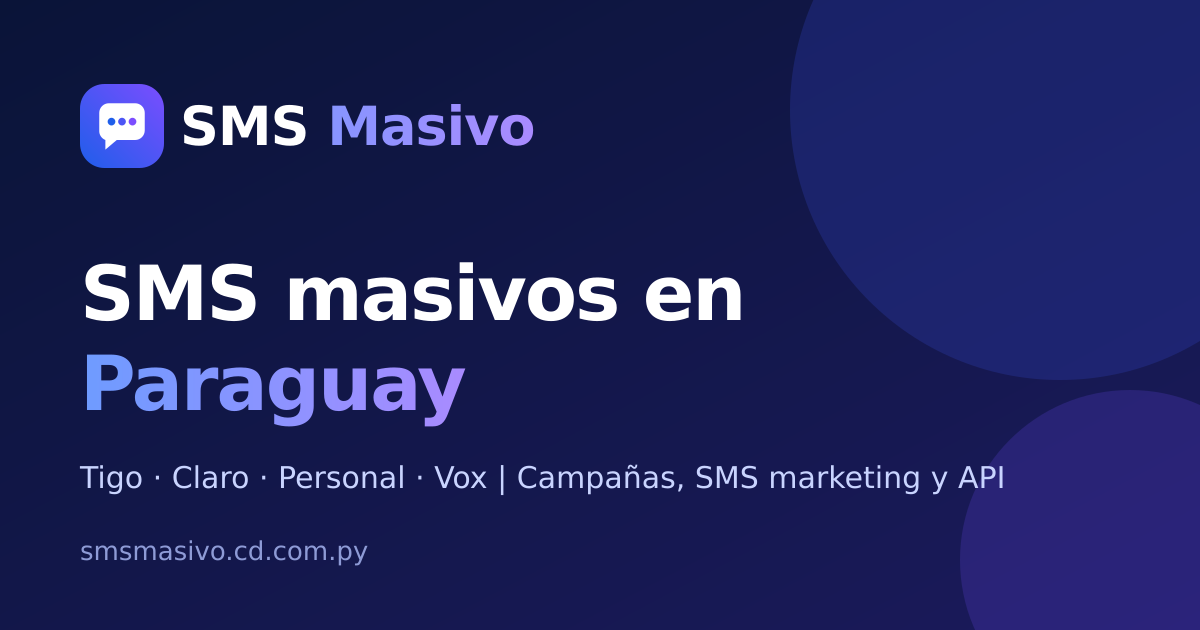 SMS Masivo
SMS masivos en
Paraguay
Tigo · Claro · Personal · Vox | Campañas, SMS marketing y API
smsmasivo.cd.com.py